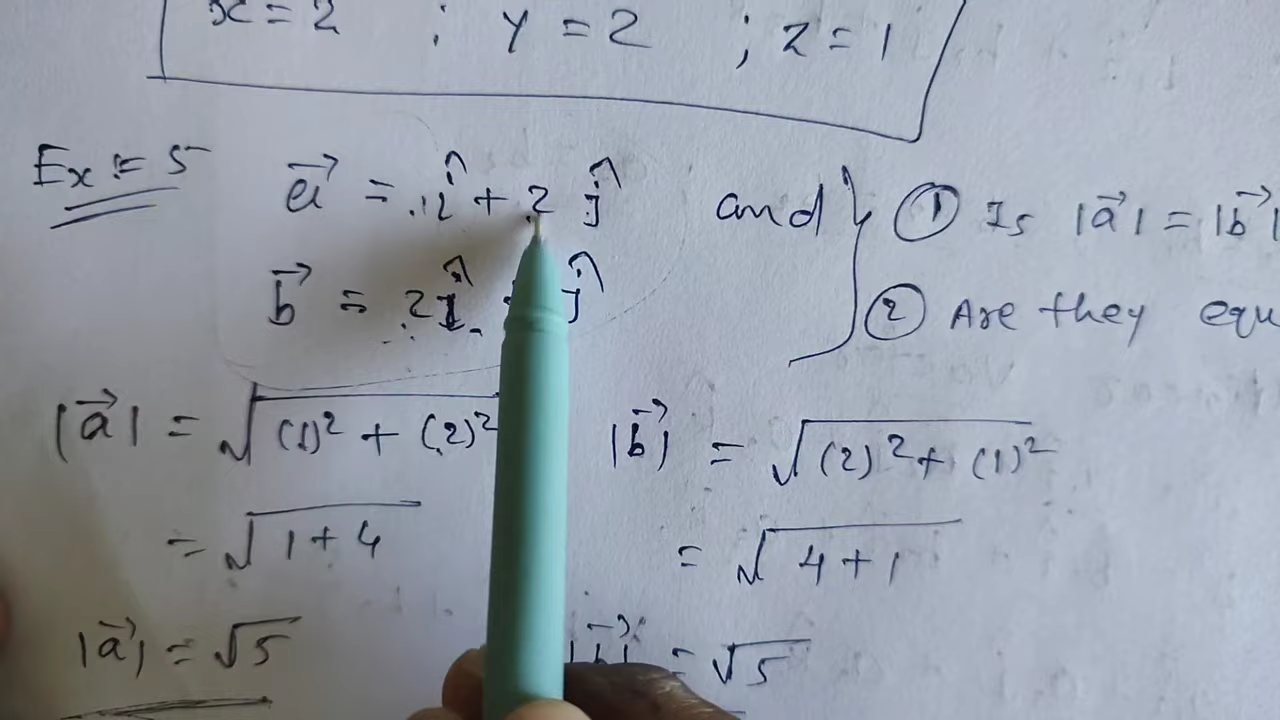 x = 2 ; y = 2 ; z = 1
Ex := 5
a⃗ = î + 2 ĵ and
b⃗ = 2î ĵ
① Is |a⃗| = |b⃗|
② Are they
|a⃗| = √(1)² + (2)²
= √1 + 4
|a⃗| = √5
|b⃗| = √(2)² + (1)²
= √4 + 1
|b⃗| = √5